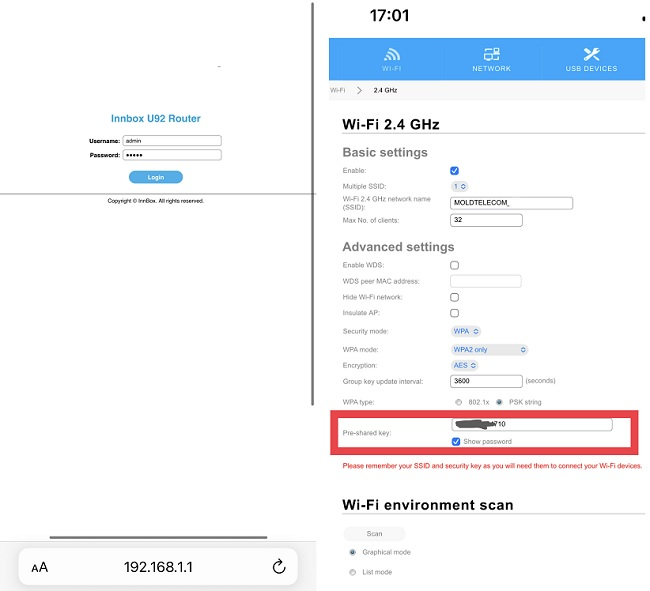 Innbox U92 Router
Username: admin
Password: •••••
Login
Copyright © InnBox. All rights reserved.
AA 192.168.1.1
17:01
WI-FI NETWORK USB DEVICES
Wi-Fi > 2.4 GHz
Wi-Fi 2.4 GHz
Basic settings
Enable:
Multiple SSID: 1
Wi-Fi 2.4 GHz network name
(SSID): MOLDTELECOM_
Max No. of clients: 32
Advanced settings
Enable WDS:
WDS peer MAC address:
Hide Wi-Fi network:
Insulate AP:
Security mode: WPA
WPA mode: WPA2 only
Encryption: AES
Group key update interval: 3600 (seconds)
WPA type: 802.1x PSK string
Pre-shared key: 710
Show password
Please remember your SSID and security key as you will need them to connect your Wi-Fi devices.
Wi-Fi environment scan
Scan
Graphical mode
List mode